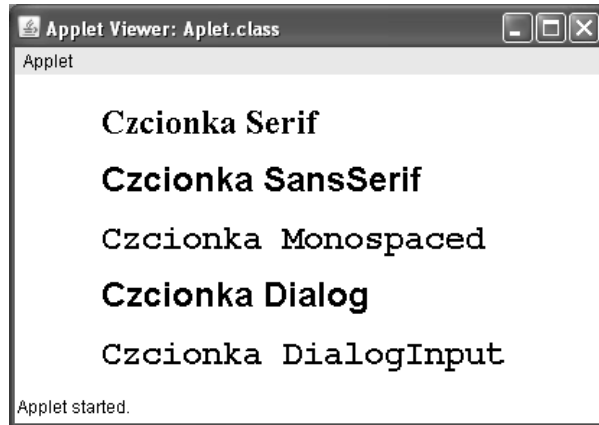 Applet Viewer: Aplet.class
Applet
Czcionka Serif
Czcionka SansSerif
Czcionka Monospaced
Czcionka Dialog
Czcionka DialogInput
Applet started.